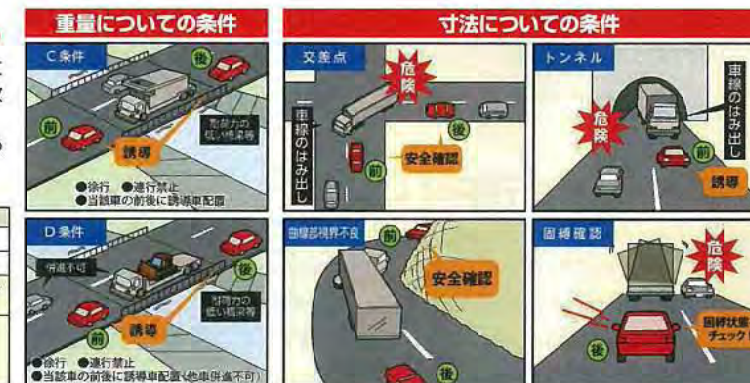 重量についての条件
C条件
後
前
誘導
耐荷力の
低い橋梁等
●徐行 ●連行禁止
●当該車の前後に誘導車配置
D条件
併進不可
後
耐荷力の
低い橋梁等
誘導
前
●徐行 ●連行禁止
●当該車の前後に誘導車配置(他車併進不可)
寸法についての条件
交差点
危険
車線のはみ出し
後
安全確認
前
トンネル
車線のはみ出し
危険
前
誘導
曲線部視界不良
前
安全確認
後
固縛確認
危険
固縛状態
チェック
後